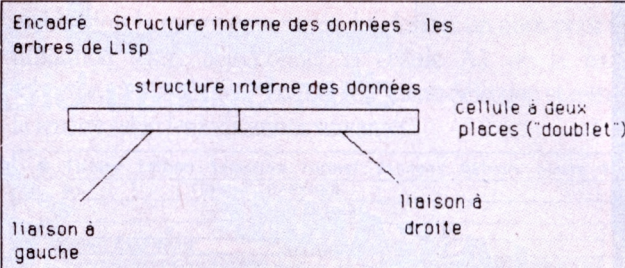 Encadré Structure interne des données les
arbres de Lisp
structure interne des données
cellule à deux
places ("doublet")
liaison à
droite
liaison à
gauche